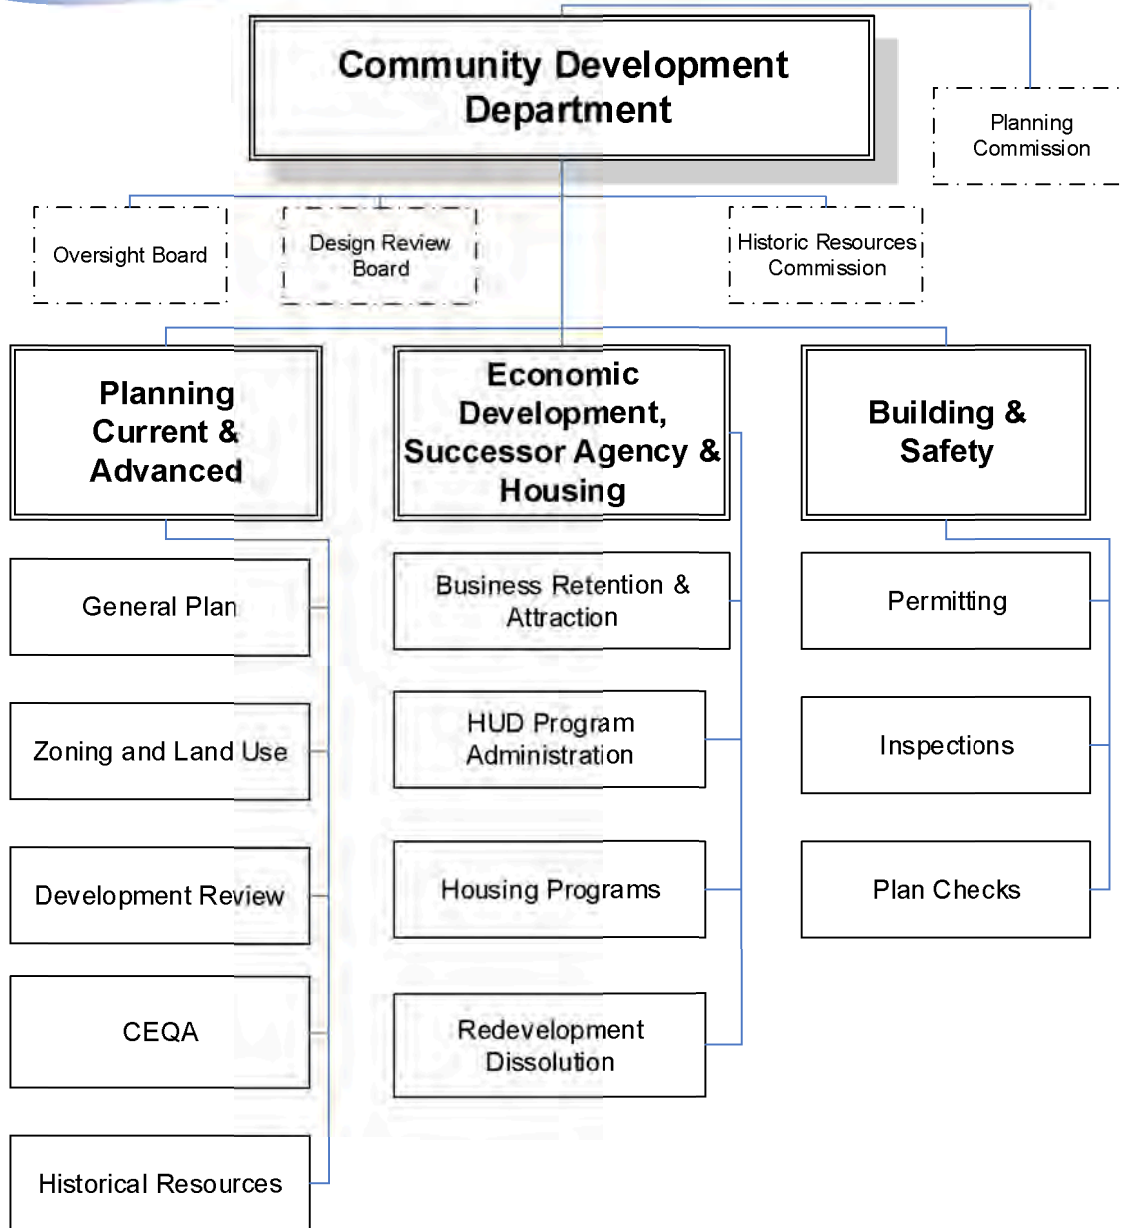 Community Development
Department
Planning
Commission
Oversight Board
Design Review
Board
Historic Resources
Commission
Planning
Current &
Advanced
Economic
Development,
Successor Agency &
Housing
Building &
Safety
General Plan
Business Retention &
Attraction
Permitting
Zoning and Land Use
HUD Program
Administration
Inspections
Development Review
Housing Programs
Plan Checks
CEQA
Redevelopment
Dissolution
Historical Resources